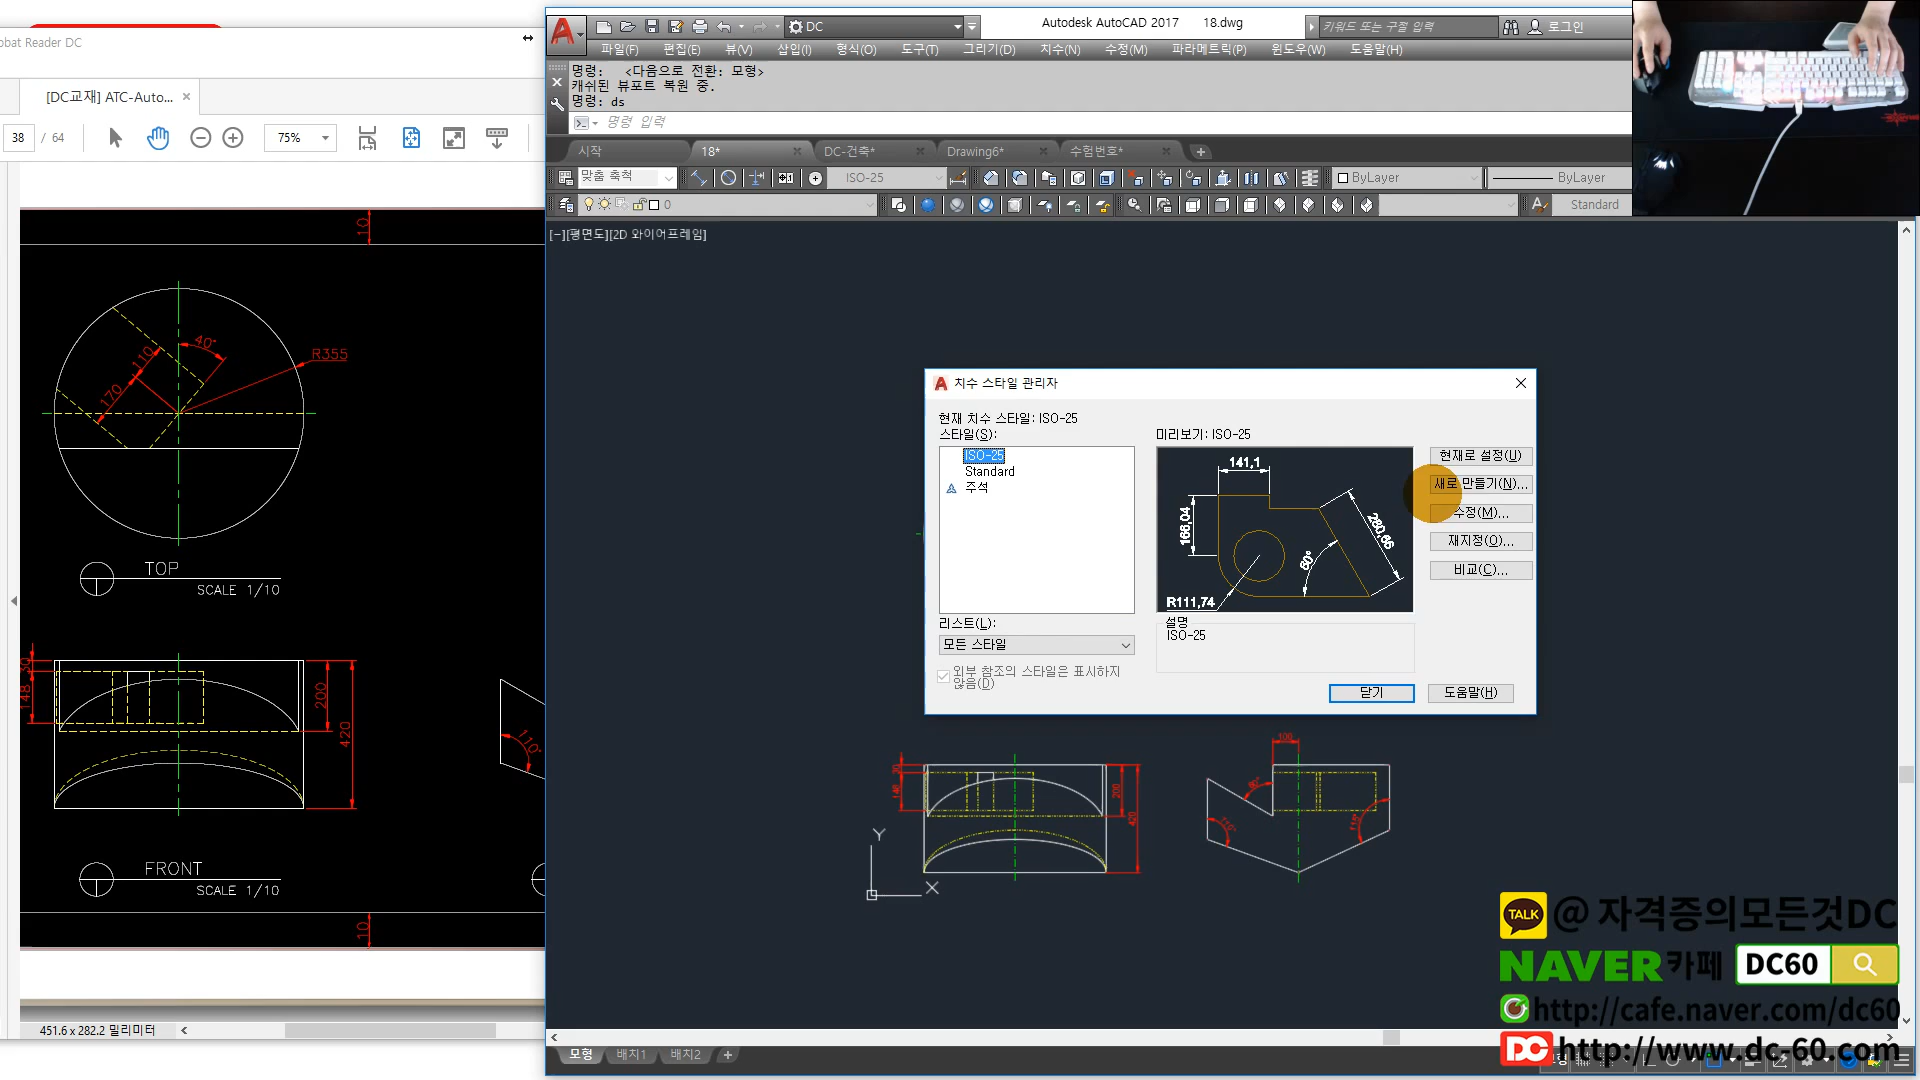 obat Reader DC
[DC교재] ATC-Auto...
38 / 64
75%
10
40°
R355
110
170
TOP
SCALE 1/10
30
148
200
420
110°
FRONT
SCALE 1/10
10
451.6 x 282.2 밀리미터
DC
Autodesk AutoCAD 2017
18.dwg
키워드 또는 구절 입력
로그인
파일(F)
편집(E)
뷰(V)
삽입(I)
형식(O)
도구(T)
그리기(D)
치수(N)
수정(M)
파라메트릭(P)
윈도우(W)
도움말(H)
명령: <다음으로 전환: 모형>
캐쉬된 뷰포트 복원 중.
명령: ds
명령 입력
시작
18*
DC-건축*
Drawing6*
수험번호*
맞춤 축척
ISO-25
ByLayer
ByLayer
0
Standard
[-][평면도][2D 와이어프레임]
치수 스타일 관리자
현재 치수 스타일: ISO-25
스타일(S):
ISO-25
Standard
주석
미리보기: ISO-25
141,1
166,04
280,66
60°
R111,74
현재로 설정(U)
새로 만들기(N)...
수정(M)...
재지정(O)...
비교(C)...
리스트(L):
모든 스타일
외부 참조의 스타일은 표시하지
않음(D)
설명
ISO-25
닫기
도움말(H)
100
148
200
420
110°
Y
X
TALK @ 자격증의모든것DC
NAVER 카페 DC60
http://cafe.naver.com/dc60
DC http://www.dc-60.com
모형
배치1
배치2